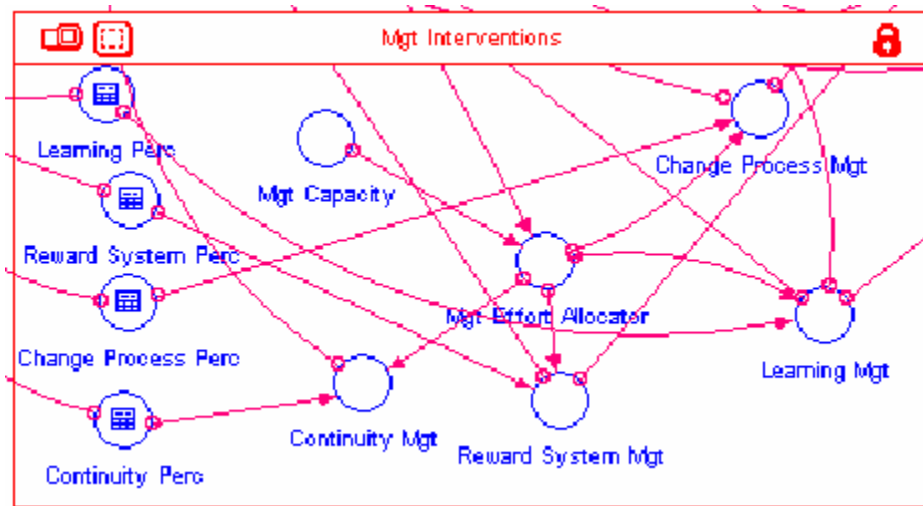 Mgt Interventions
Learning Perc
Change Process Mgt
Mgt Capacity
Reward System Perc
Mgt Effort Allocater
Change Process Perc
Learning Mgt
Continuity Mgt
Reward System Mgt
Continuity Perc